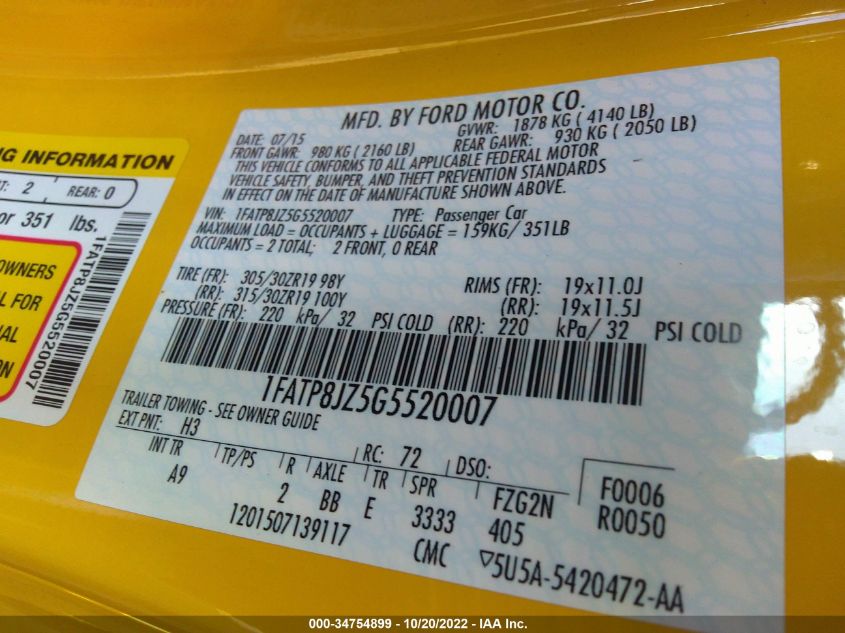 MFD. BY FORD MOTOR CO.
DATE: 07/15 GVWR: 1878 KG ( 4140 LB)
FRONT GAWR: 980 KG ( 2160 LB) REAR GAWR: 930 KG ( 2050 LB)
THIS VEHICLE CONFORMS TO ALL APPLICABLE FEDERAL MOTOR
VEHICLE SAFETY, BUMPER, AND THEFT PREVENTION STANDARDS
IN EFFECT ON THE DATE OF MANUFACTURE SHOWN ABOVE.
VIN: 1FATP8JZ5G5520007 TYPE: Passenger Car
MAXIMUM LOAD = OCCUPANTS + LUGGAGE = 159KG/ 351LB
OCCUPANTS = 2 TOTAL; 2 FRONT, 0 REAR
TIRE (FR): 305/30ZR19 98Y RIMS (FR): 19x11.0J
(RR): 315/30ZR19 100Y (RR): 19x11.5J
PRESSURE (FR): 220 kPa/ 32 PSI COLD (RR): 220 kPa/ 32 PSI COLD
1FATP8JZ5G5520007
TRAILER TOWING - SEE OWNER GUIDE
EXT PNT: H3 RC: 72 DSO:
INT TR TP/PS R AXLE TR SPR FZG2N F0006
A9 2 BB E 3333 405 R0050
1201507139117 CMC ▽5U5A-5420472-AA
NG INFORMATION
T: 2 REAR: 0
or 351 lbs.
OWNERS
L FOR
AL
N
1FATP8JZ5G5520007
000-34754899 - 10/20/2022 - IAA Inc.